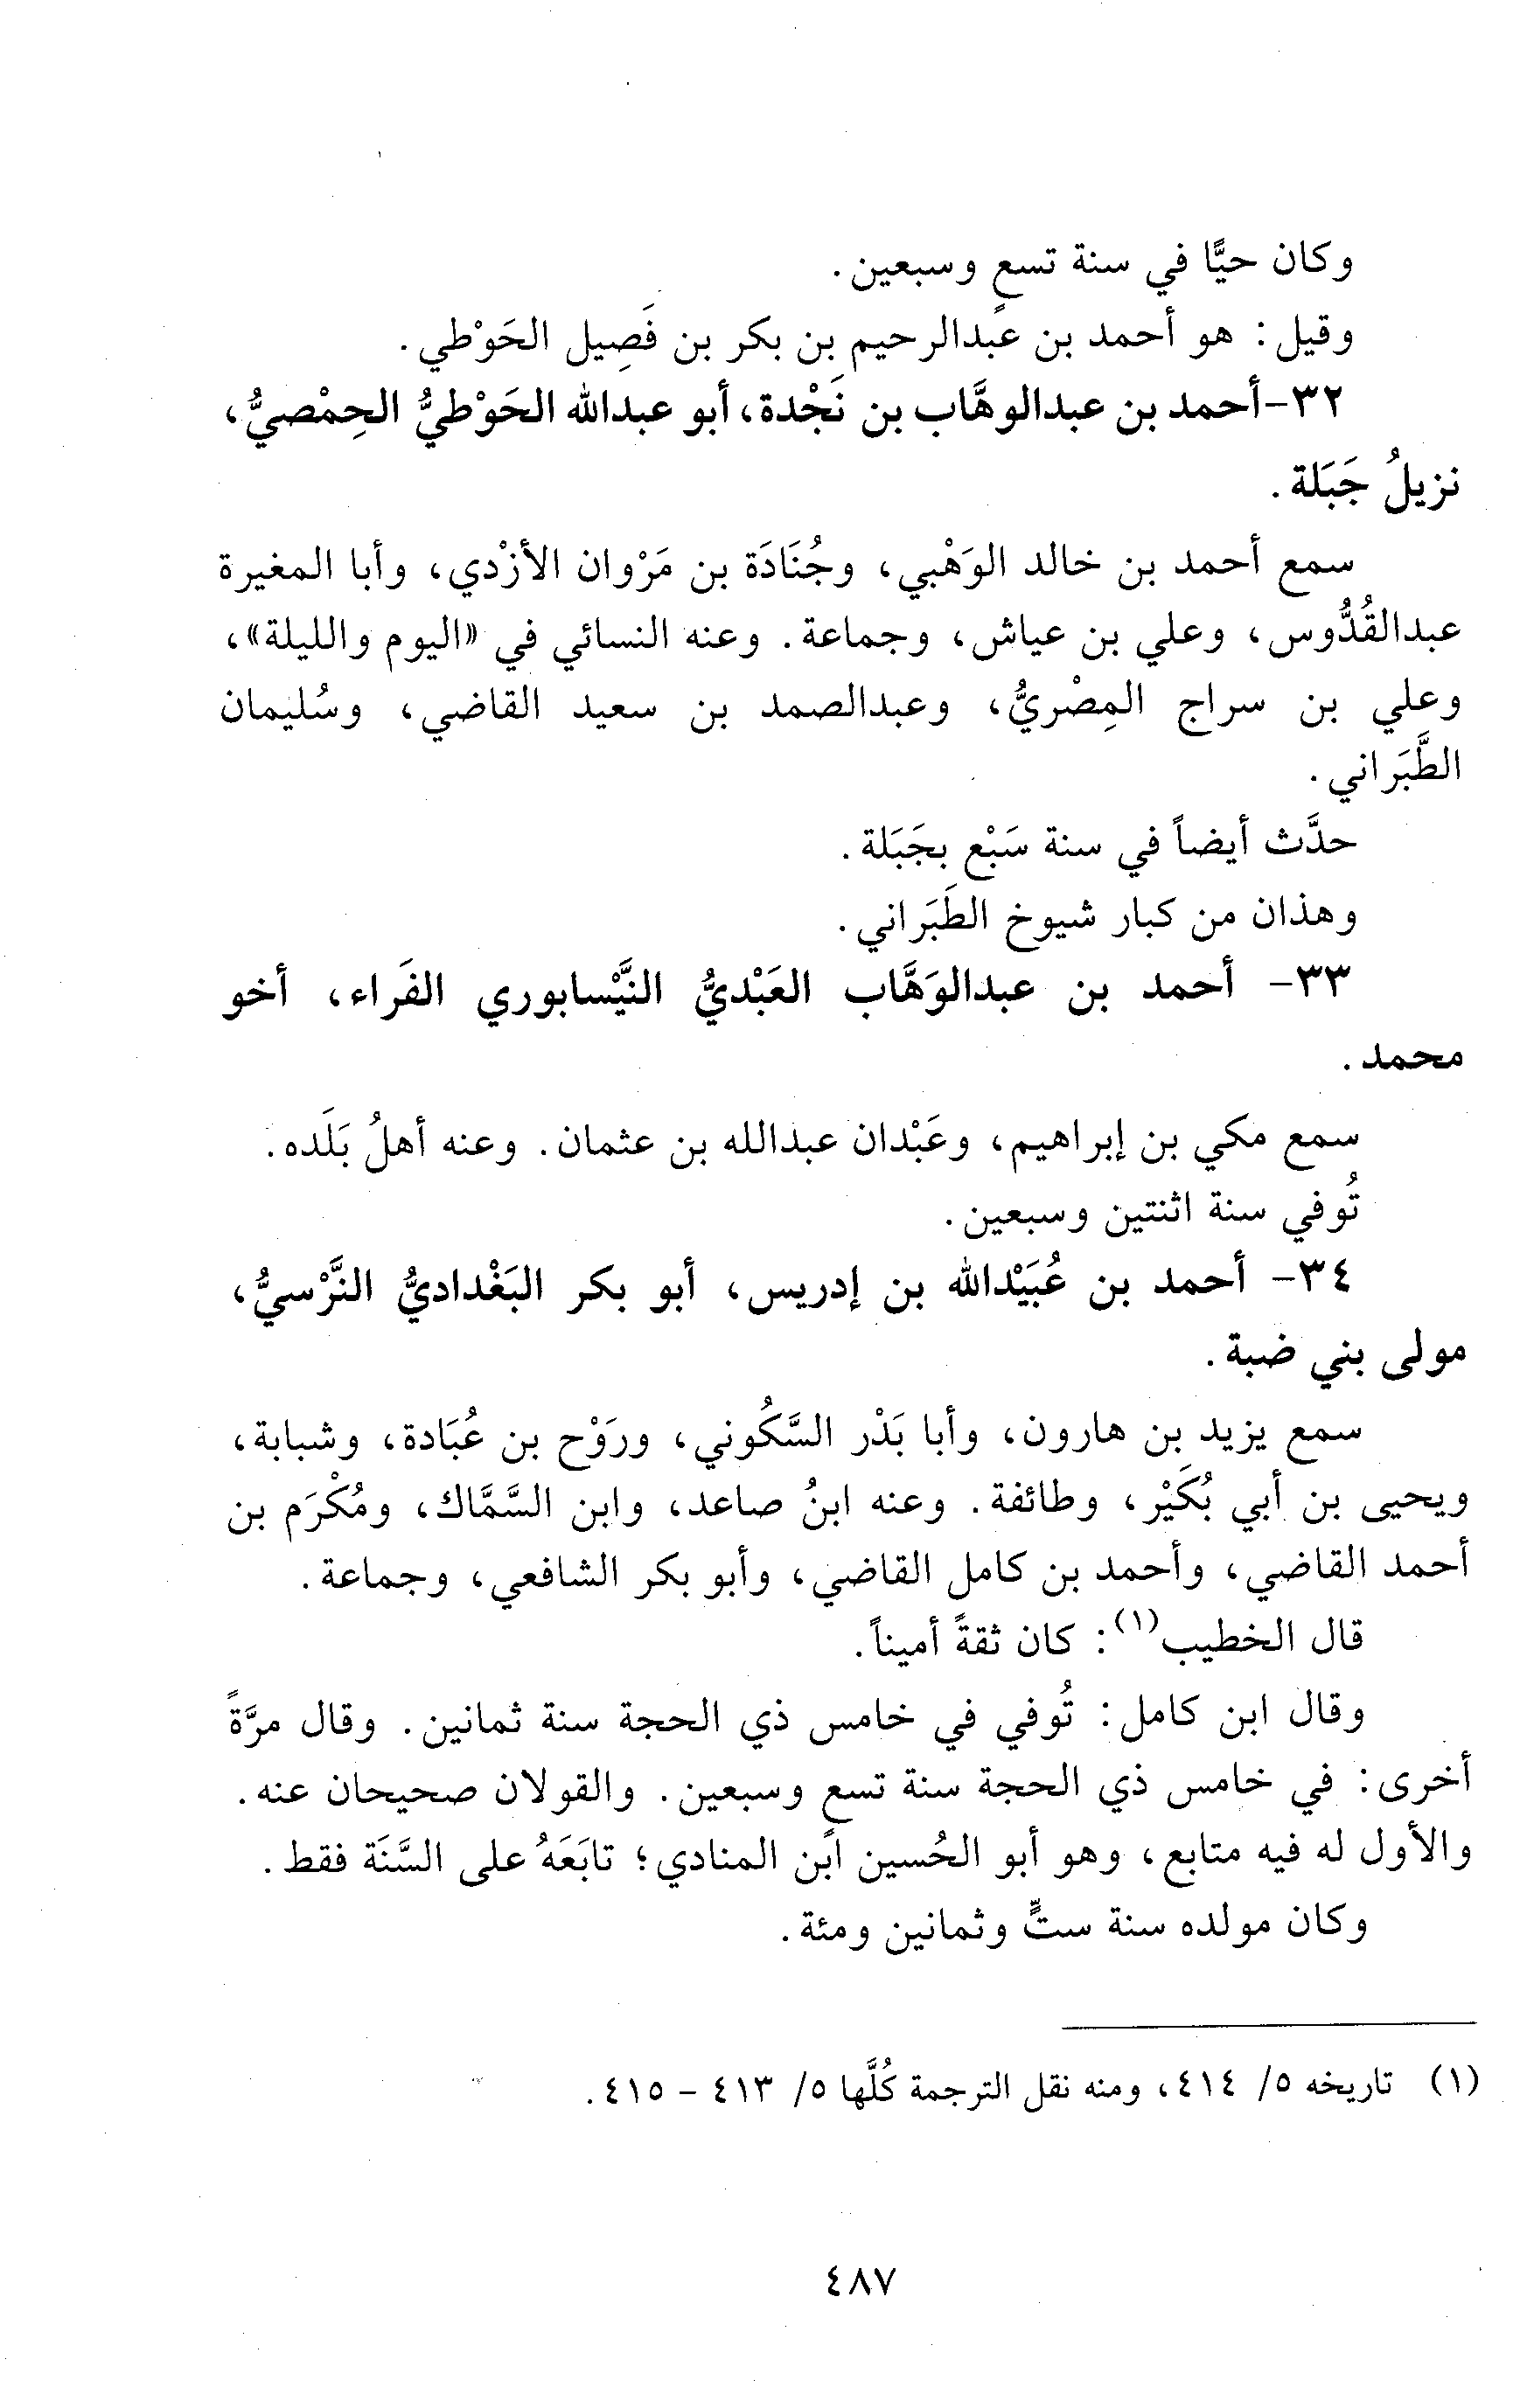 وكان حيًّا في سنة تسعٍ وسبعين.
وقيل: هو أحمد بن عبدالرحيم بن بكر بن فَصِيل الحَوْطي.
٣٢-أحمد بن عبدالوهَّاب بن نَجْدة، أبو عبدالله الحَوْطيُّ الحِمْصيُّ،
نزيلُ جَبَلة.
سمع أحمد بن خالد الوَهْبي، وجُنَادَة بن مَرْوان الأزْدي، وأبا المغيرة
عبدالقُدُّوس، وعلي بن عياش، وجماعة. وعنه النسائي في «اليوم والليلة»،
وعلي بن سراج المِصْريُّ، وعبدالصمد بن سعيد القاضي، وسُليمان
الطَّبَراني.
حدَّث أيضاً في سنة سَبْع بجَبَلة.
وهذان من كبار شيوخ الطَبَراني.
٣٣- أحمد بن عبدالوَهَّاب العَبْديُّ النَّيْسابوري الفَراء، أخو
محمد.
سمع مكي بن إبراهيم، وعَبْدان عبدالله بن عثمان. وعنه أهلُ بَلَده.
تُوفي سنة اثنتين وسبعين.
٣٤- أحمد بن عُبَيْدالله بن إدريس، أبو بكر البَغْداديُّ النَّرْسيُّ،
مولى بني ضبة.
سمع يزيد بن هارون، وأبا بَدْر السَّكُوني، ورَوْح بن عُبَادة، وشبابة،
ويحيى بن أبي بُكَيْر، وطائفة. وعنه ابنُ صاعد، وابن السَّمَّاك، ومُكْرَم بن
أحمد القاضي، وأحمد بن كامل القاضي، وأبو بكر الشافعي، وجماعة.
قال الخطيب(١): كان ثقةً أميناً.
وقال ابن كامل: تُوفي في خامس ذي الحجة سنة ثمانين. وقال مرَّةً
أخرى: في خامس ذي الحجة سنة تسع وسبعين. والقولان صحيحان عنه.
والأول له فيه متابع، وهو أبو الحُسين ابن المنادي؛ تابَعَهُ على السَّنَة فقط.
وكان مولده سنة ستٍّ وثمانين ومئة.
(١) تاريخه ٥/ ٤١٤، ومنه نقل الترجمة كُلَّها ٥/ ٤١٣ - ٤١٥.
٤٨٧